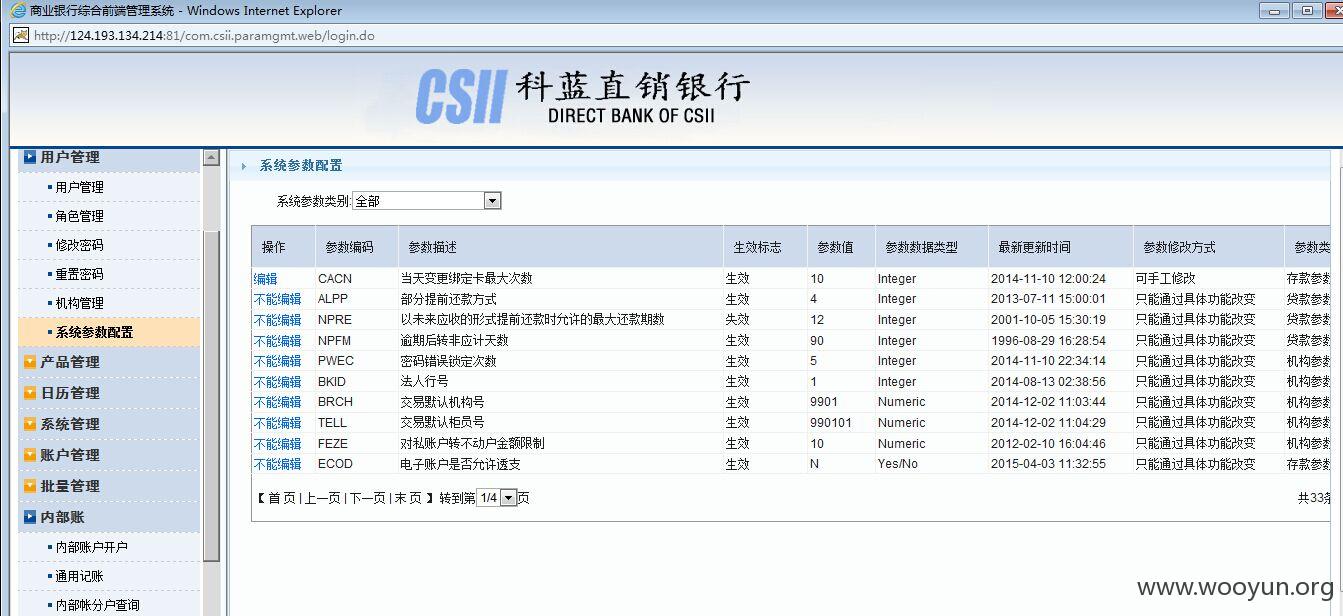 商业银行综合前端管理系统 - Windows Internet Explorer
http://124.193.134.214:81/com.csii.paramgmt.web/login.do
CSII 科蓝直销银行
DIRECT BANK OF CSII
用户管理
用户管理
角色管理
修改密码
重置密码
机构管理
系统参数配置
产品管理
日历管理
系统管理
账户管理
批量管理
内部账
内部账户开户
通用记账
内部帐分户查询
系统参数配置
系统参数类别: 全部
操作 参数编码 参数描述 生效标志 参数值 参数数据类型 最新更新时间 参数修改方式 参数类
编辑 CACN 当天变更绑定卡最大次数 生效 10 Integer 2014-11-10 12:00:24 可手工修改 存款参数
不能编辑 ALPP 部分提前还款方式 生效 4 Integer 2013-07-11 15:00:01 只能通过具体功能改变 贷款参数
不能编辑 NPRE 以未来应收的形式提前还款时允许的最大还款期数 失效 12 Integer 2001-10-05 15:30:19 只能通过具体功能改变 贷款参数
不能编辑 NPFM 逾期后转非应计天数 生效 90 Integer 1996-08-29 16:28:54 只能通过具体功能改变 贷款参数
不能编辑 PWEC 密码错误锁定次数 生效 5 Integer 2014-11-10 22:34:14 只能通过具体功能改变 机构参数
不能编辑 BKID 法人行号 生效 1 Integer 2014-08-13 02:38:56 只能通过具体功能改变 机构参数
不能编辑 BRCH 交易默认机构号 生效 9901 Numeric 2014-12-02 11:03:44 只能通过具体功能改变 机构参数
不能编辑 TELL 交易默认柜员号 生效 990101 Numeric 2014-12-02 11:04:29 只能通过具体功能改变 机构参数
不能编辑 FEZE 对私账户转不动户金额限制 生效 10 Numeric 2012-02-10 16:04:46 只能通过具体功能改变 机构参数
不能编辑 ECOD 电子账户是否允许透支 生效 N Yes/No 2015-04-03 11:32:55 只能通过具体功能改变 存款参数
【 首 页 | 上一页 | 下一页 | 末 页 】 转到第 1/4 页 共33条
www.wooyun.org